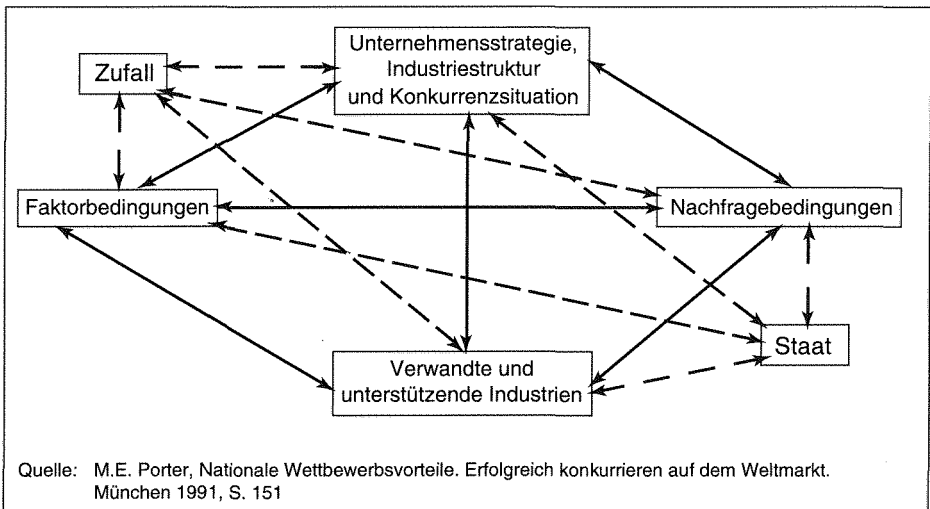 Unternehmensstrategie,
Industriestruktur
und Konkurrenzsituation
Zufall
Faktorbedingungen
Nachfragebedingungen
Staat
Verwandte und
unterstützende Industrien
Quelle: M.E. Porter, Nationale Wettbewerbsvorteile. Erfolgreich konkurrieren auf dem Weltmarkt.
München 1991, S. 151